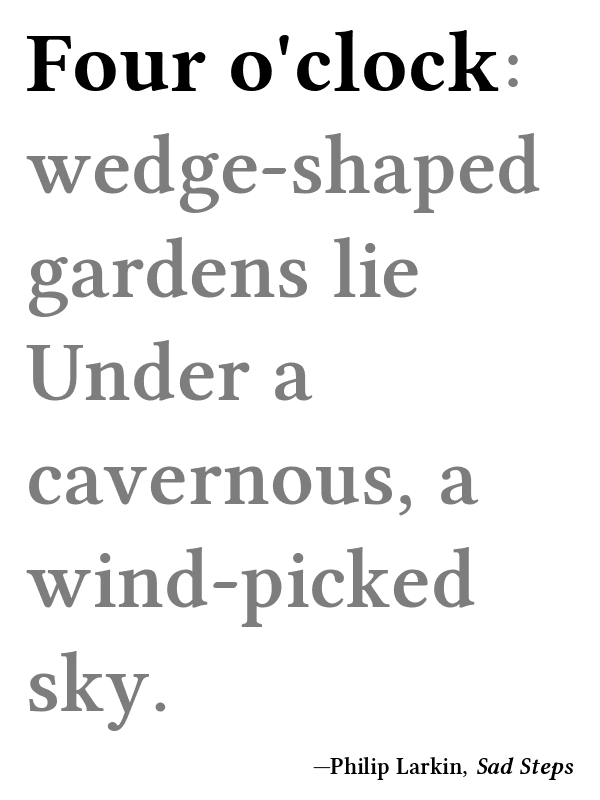 Four o'clock:
wedge-shaped
gardens lie
Under a
cavernous, a
wind-picked
sky.
—Philip Larkin, Sad Steps